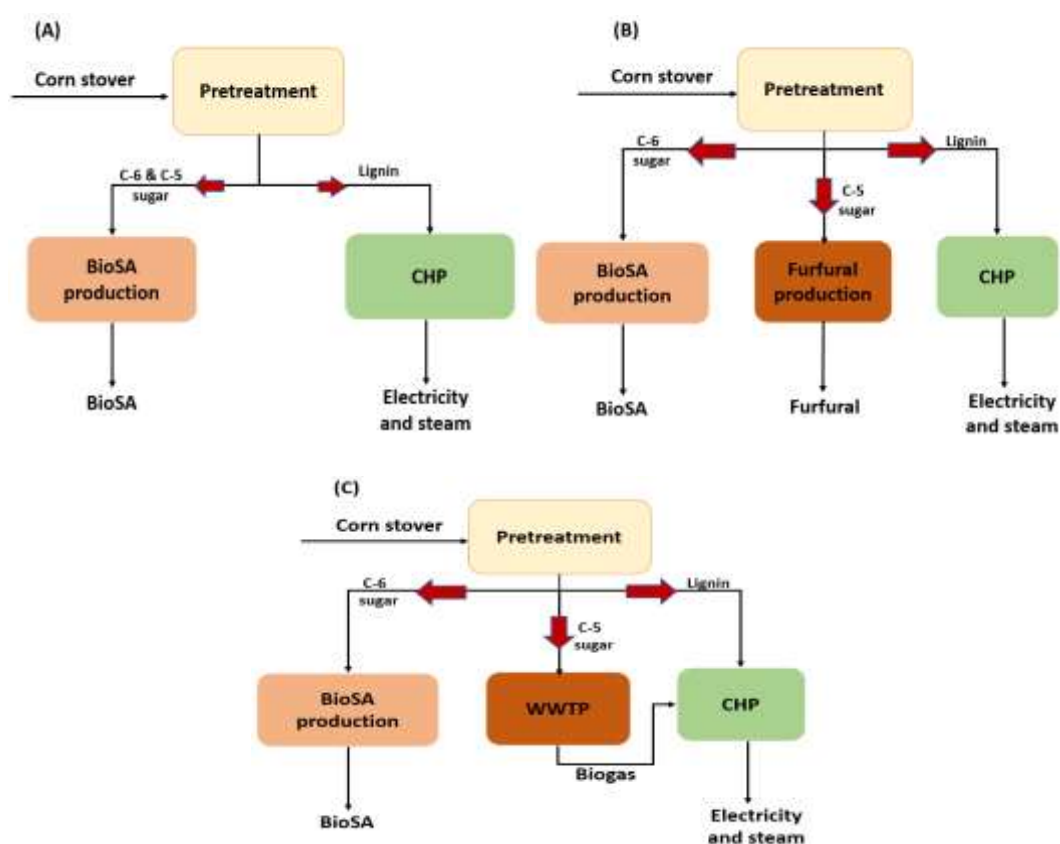 (A)
Corn stover
Pretreatment
C-6 & C-5
sugar
Lignin
BioSA
production
CHP
BioSA
Electricity
and steam
(B)
Corn stover
Pretreatment
C-6
sugar
Lignin
C-5
sugar
BioSA
production
Furfural
production
CHP
BioSA
Furfural
Electricity
and steam
(C)
Corn stover
Pretreatment
C-6
sugar
Lignin
C-5
sugar
BioSA
production
WWTP
CHP
Biogas
BioSA
Electricity
and steam